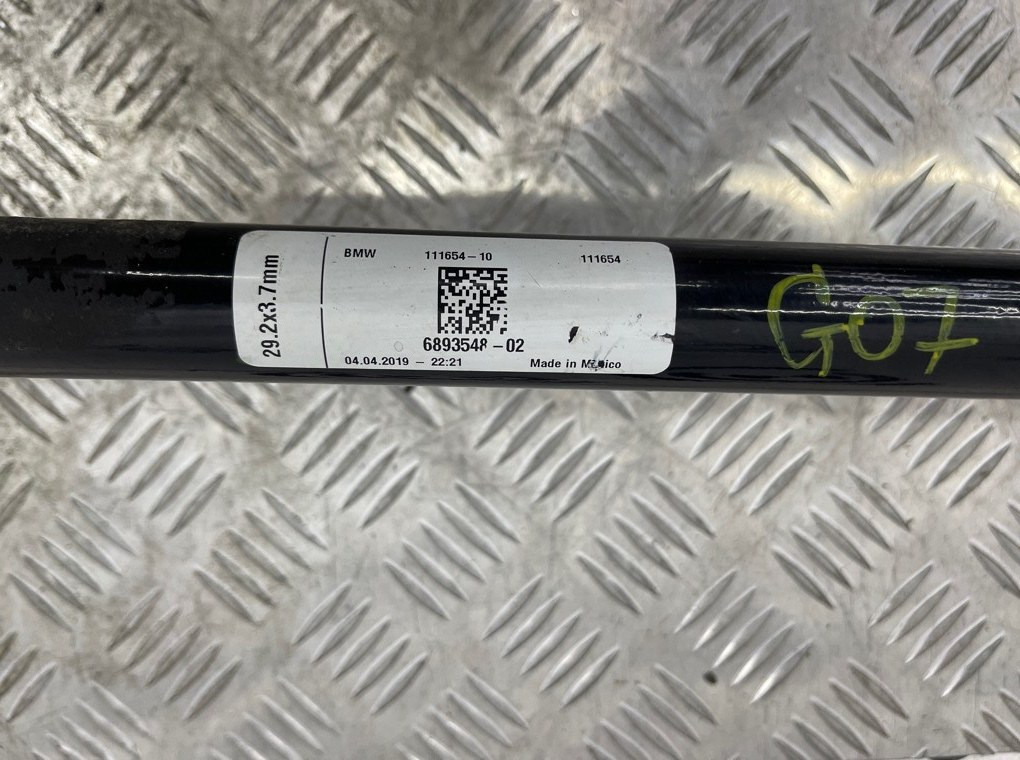 29.2x3.7mm
BMW 111654-10 111654
6893548-02
04.04.2019 - 22:21 Made in Mexico
G07